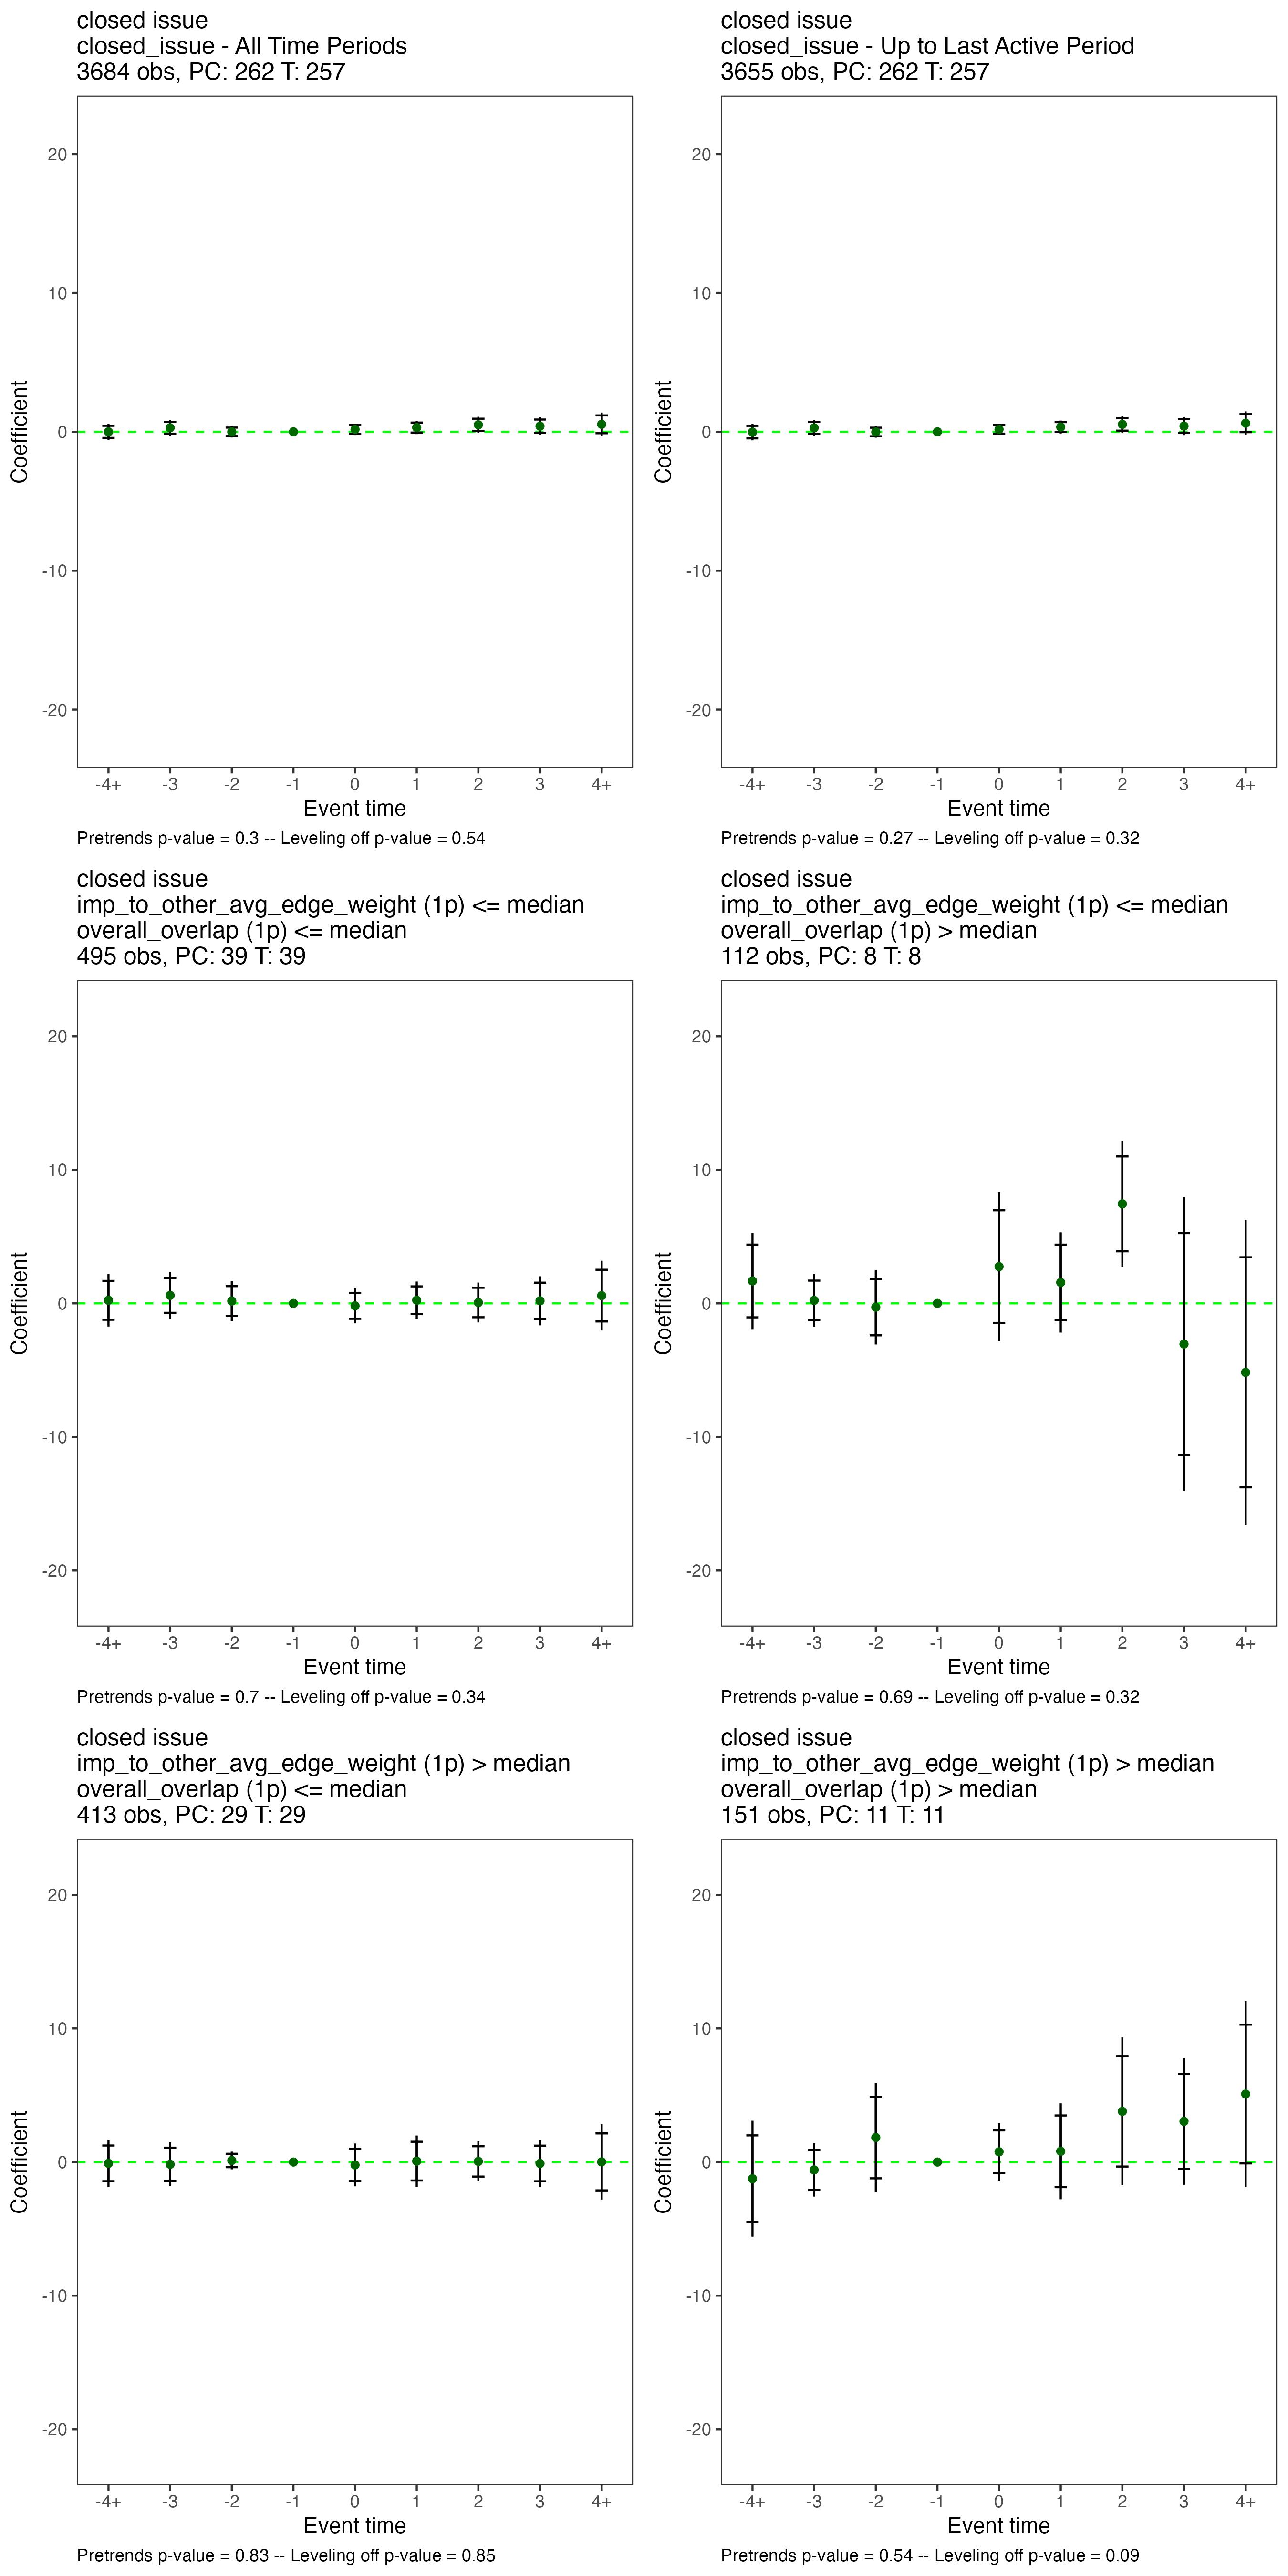 closed issue
closed_issue - All Time Periods
3684 obs, PC: 262 T: 257
20
10
0
-10
-20
Coefficient
-4+ -3 -2 -1 0 1 2 3 4+
Event time
Pretrends p-value = 0.3 -- Leveling off p-value = 0.54
closed issue
closed_issue - Up to Last Active Period
3655 obs, PC: 262 T: 257
20
10
0
-10
-20
Coefficient
-4+ -3 -2 -1 0 1 2 3 4+
Event time
Pretrends p-value = 0.27 -- Leveling off p-value = 0.32
closed issue
imp_to_other_avg_edge_weight (1p) <= median
overall_overlap (1p) <= median
495 obs, PC: 39 T: 39
20
10
0
-10
-20
Coefficient
-4+ -3 -2 -1 0 1 2 3 4+
Event time
Pretrends p-value = 0.7 -- Leveling off p-value = 0.34
closed issue
imp_to_other_avg_edge_weight (1p) <= median
overall_overlap (1p) > median
112 obs, PC: 8 T: 8
20
10
0
-10
-20
Coefficient
-4+ -3 -2 -1 0 1 2 3 4+
Event time
Pretrends p-value = 0.69 -- Leveling off p-value = 0.32
closed issue
imp_to_other_avg_edge_weight (1p) > median
overall_overlap (1p) <= median
413 obs, PC: 29 T: 29
20
10
0
-10
-20
Coefficient
-4+ -3 -2 -1 0 1 2 3 4+
Event time
Pretrends p-value = 0.83 -- Leveling off p-value = 0.85
closed issue
imp_to_other_avg_edge_weight (1p) > median
overall_overlap (1p) > median
151 obs, PC: 11 T: 11
20
10
0
-10
-20
Coefficient
-4+ -3 -2 -1 0 1 2 3 4+
Event time
Pretrends p-value = 0.54 -- Leveling off p-value = 0.09